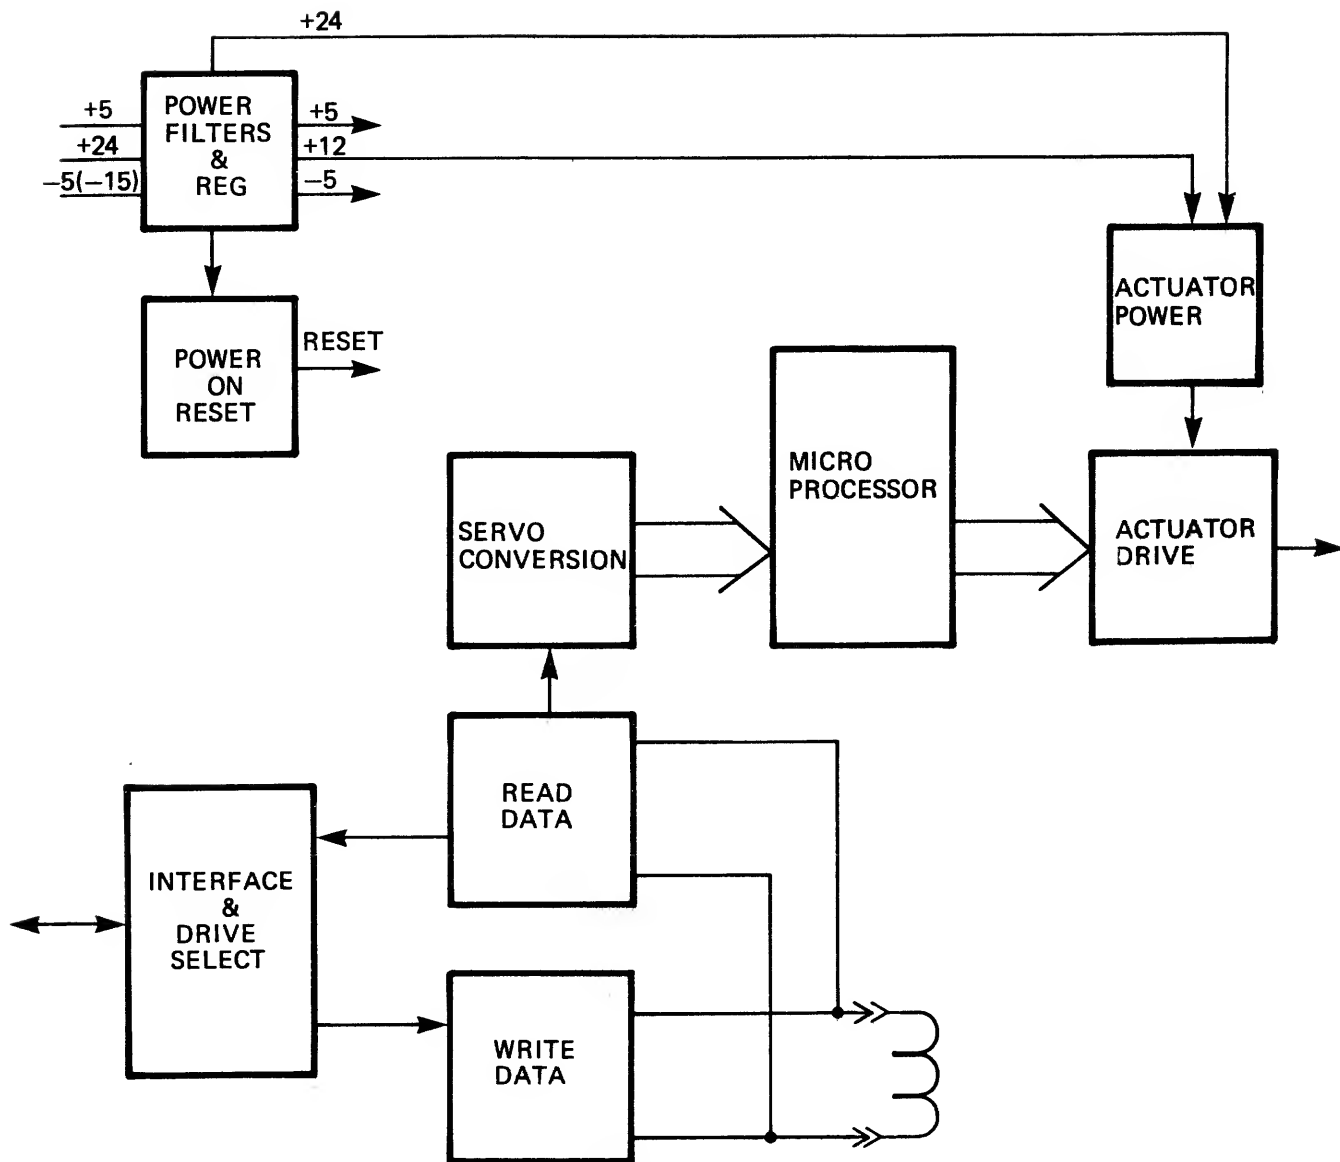 +24
POWER
FILTERS
&
REG
+5
+24
−5(−15)
+5
+12
−5
POWER
ON
RESET
RESET
ACTUATOR
POWER
MICRO
PROCESSOR
SERVO
CONVERSION
ACTUATOR
DRIVE
READ
DATA
INTERFACE
&
DRIVE
SELECT
WRITE
DATA